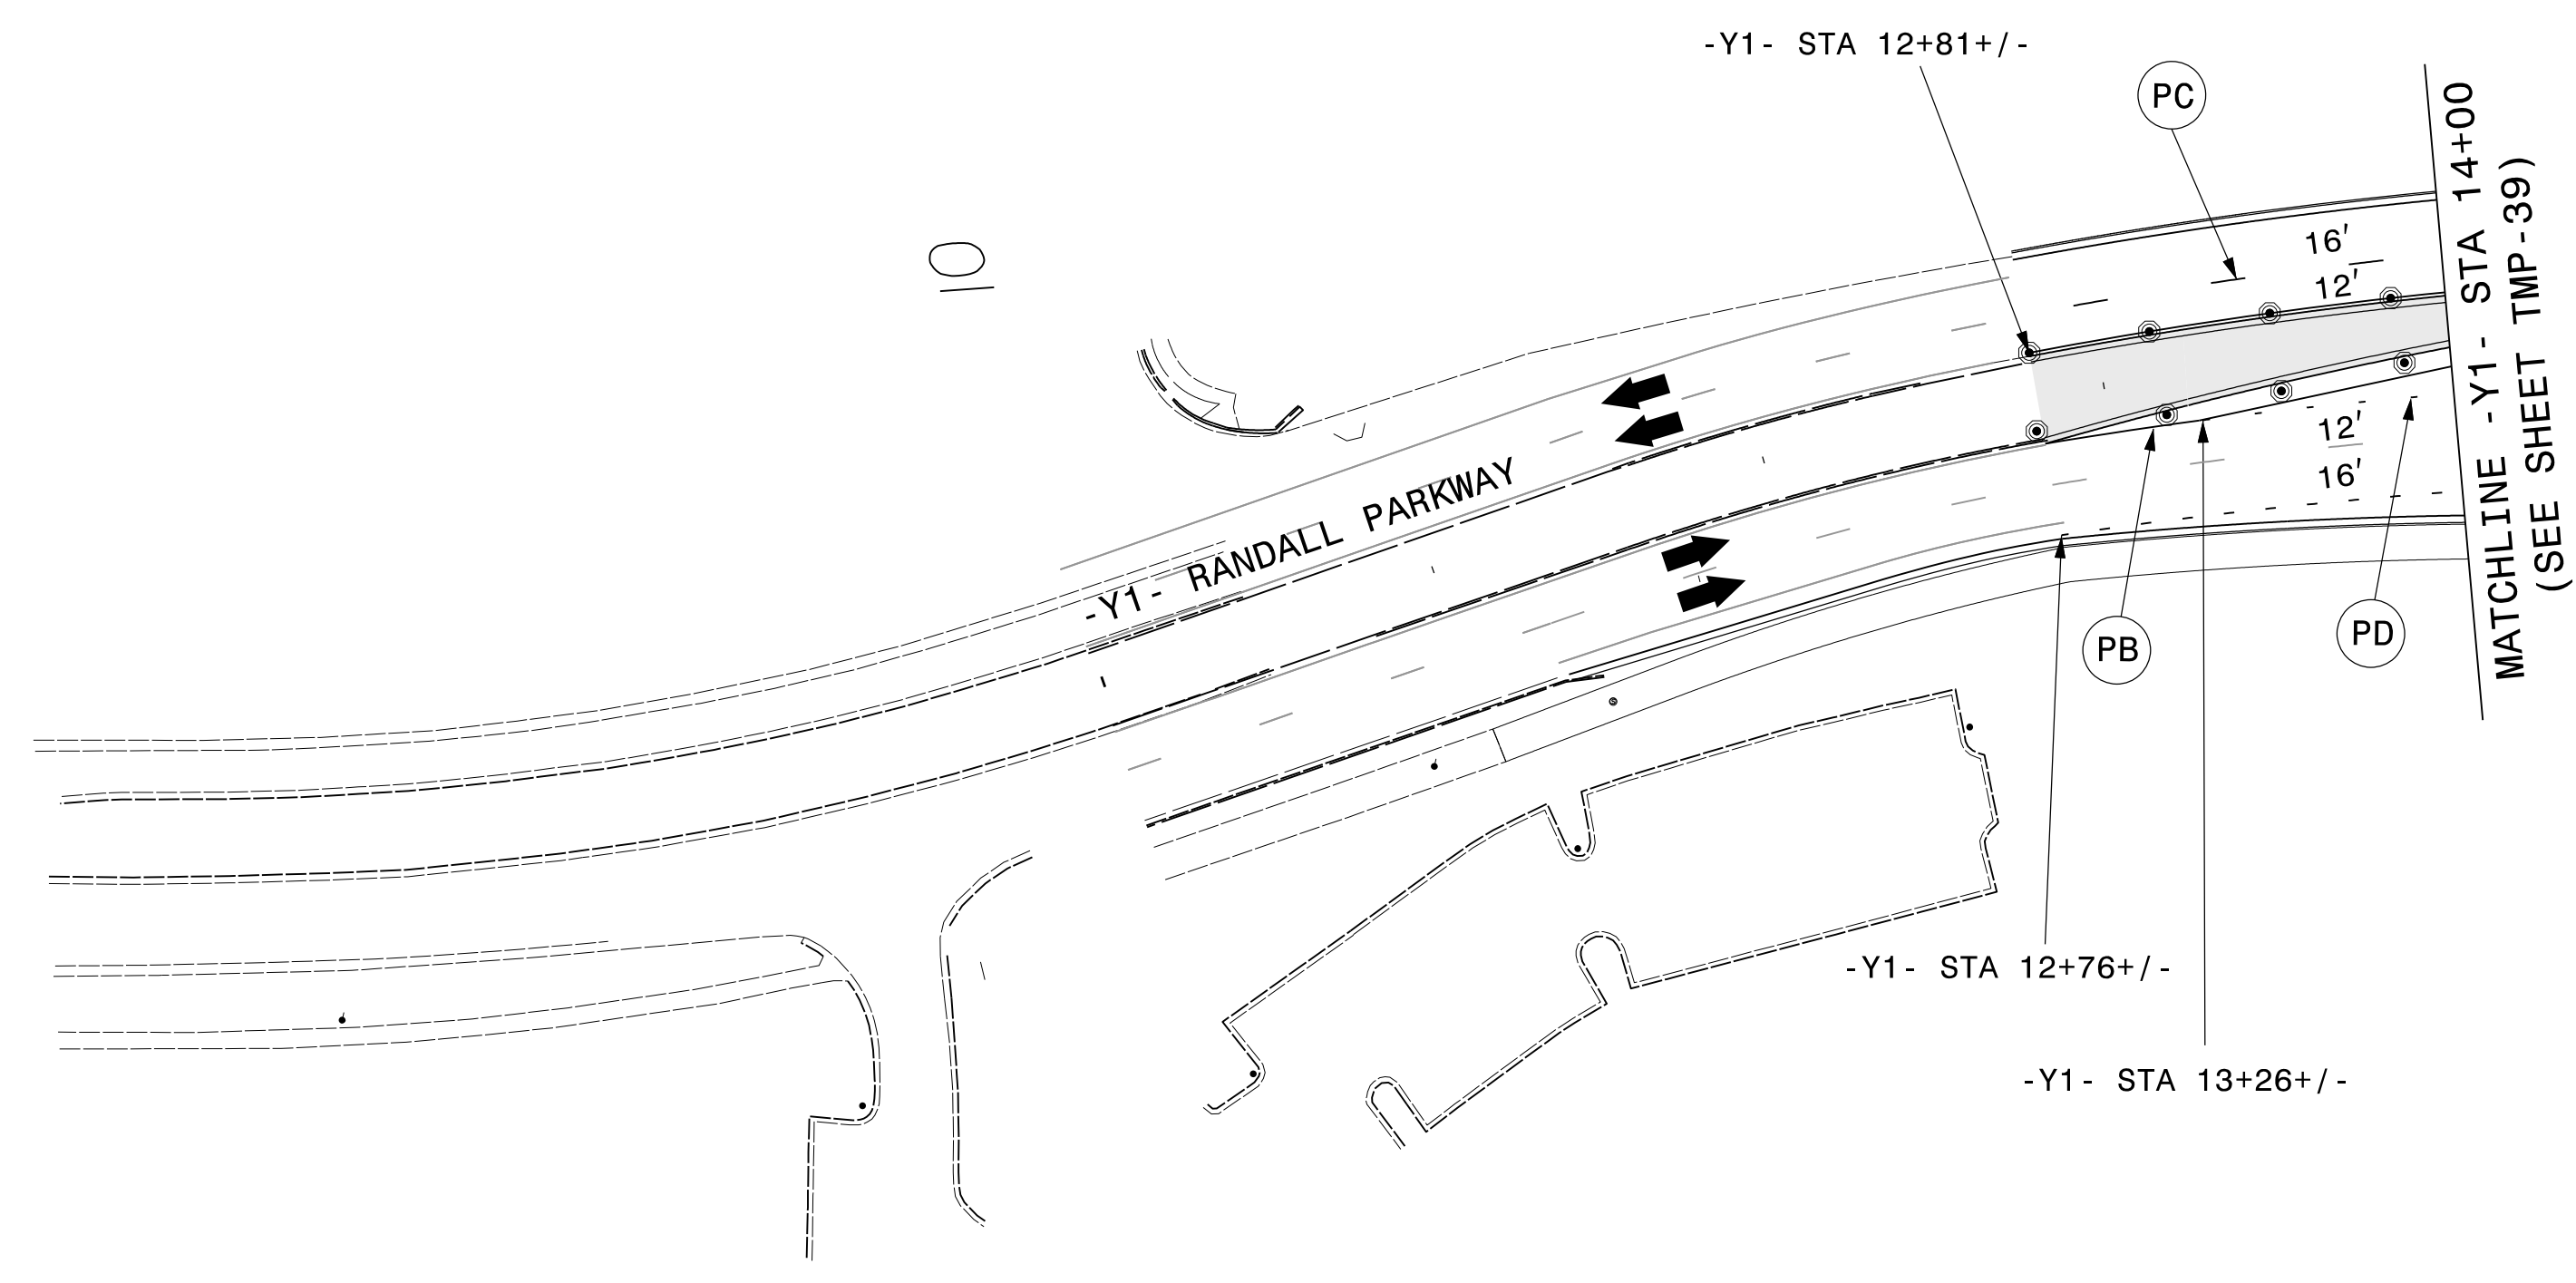 -Y1- STA 12+81+/-
PC
16'
12'
-Y1- RANDALL PARKWAY
12'
16'
PB
PD
-Y1- STA 12+76+/-
-Y1- STA 13+26+/-
MATCHLINE -Y1- STA 14+00
(SEE SHEET TMP-39)